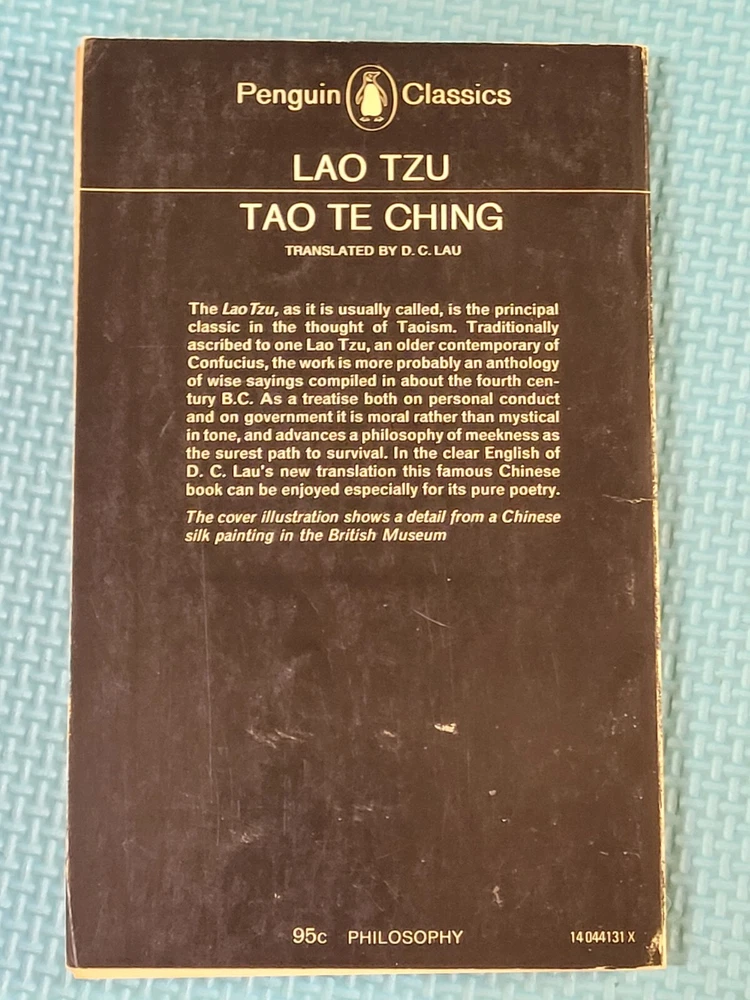 Penguin Classics
LAO TZU
TAO TE CHING
TRANSLATED BY D. C. LAU
The Lao Tzu, as it is usually called, is the principal
classic in the thought of Taoism. Traditionally
ascribed to one Lao Tzu, an older contemporary of
Confucius, the work is more probably an anthology
of wise sayings compiled in about the fourth cen-
tury B.C. As a treatise both on personal conduct
and on government it is moral rather than mystical
in tone, and advances a philosophy of meekness as
the surest path to survival. In the clear English of
D. C. Lau's new translation this famous Chinese
book can be enjoyed especially for its pure poetry.
The cover illustration shows a detail from a Chinese
silk painting in the British Museum
95c PHILOSOPHY 14 044131 X